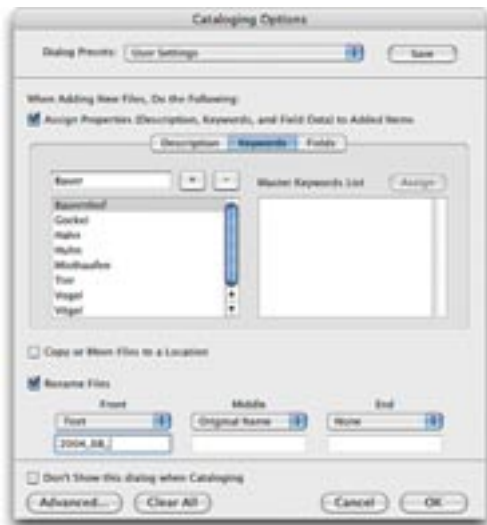 Cataloging Options
Dialog Presets: User Settings Save
When Adding New Files, Do the Following:
Assign Properties (Description, Keywords, and Field Data) to Added Items
Description Keywords Fields
Bauer + - Master Keywords List Assign
Bauernhof
Gockel
Hahn
Huhn
Misthaufen
Tier
Vogel
Vögel
Copy or Move Files to a Location
Rename Files
Front Middle End
Text Original Name None
2004_08_
Don't Show this dialog when Cataloging
Advanced... Clear All Cancel OK